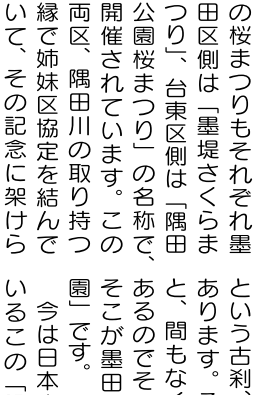 の桜まつりもそれぞれ墨
田区側は「墨堤さくらま
つり」、台東区側は「隅田
公園桜まつり」の名称で、
開催されています。この
両区、隅田川の取り持つ
縁で姉妹区協定を結んで
いて、その記念に架けら
という古刹、
あります。
と、間もなく
あるのでそ
そこが墨田
園」です。
今は日本
いるこの「